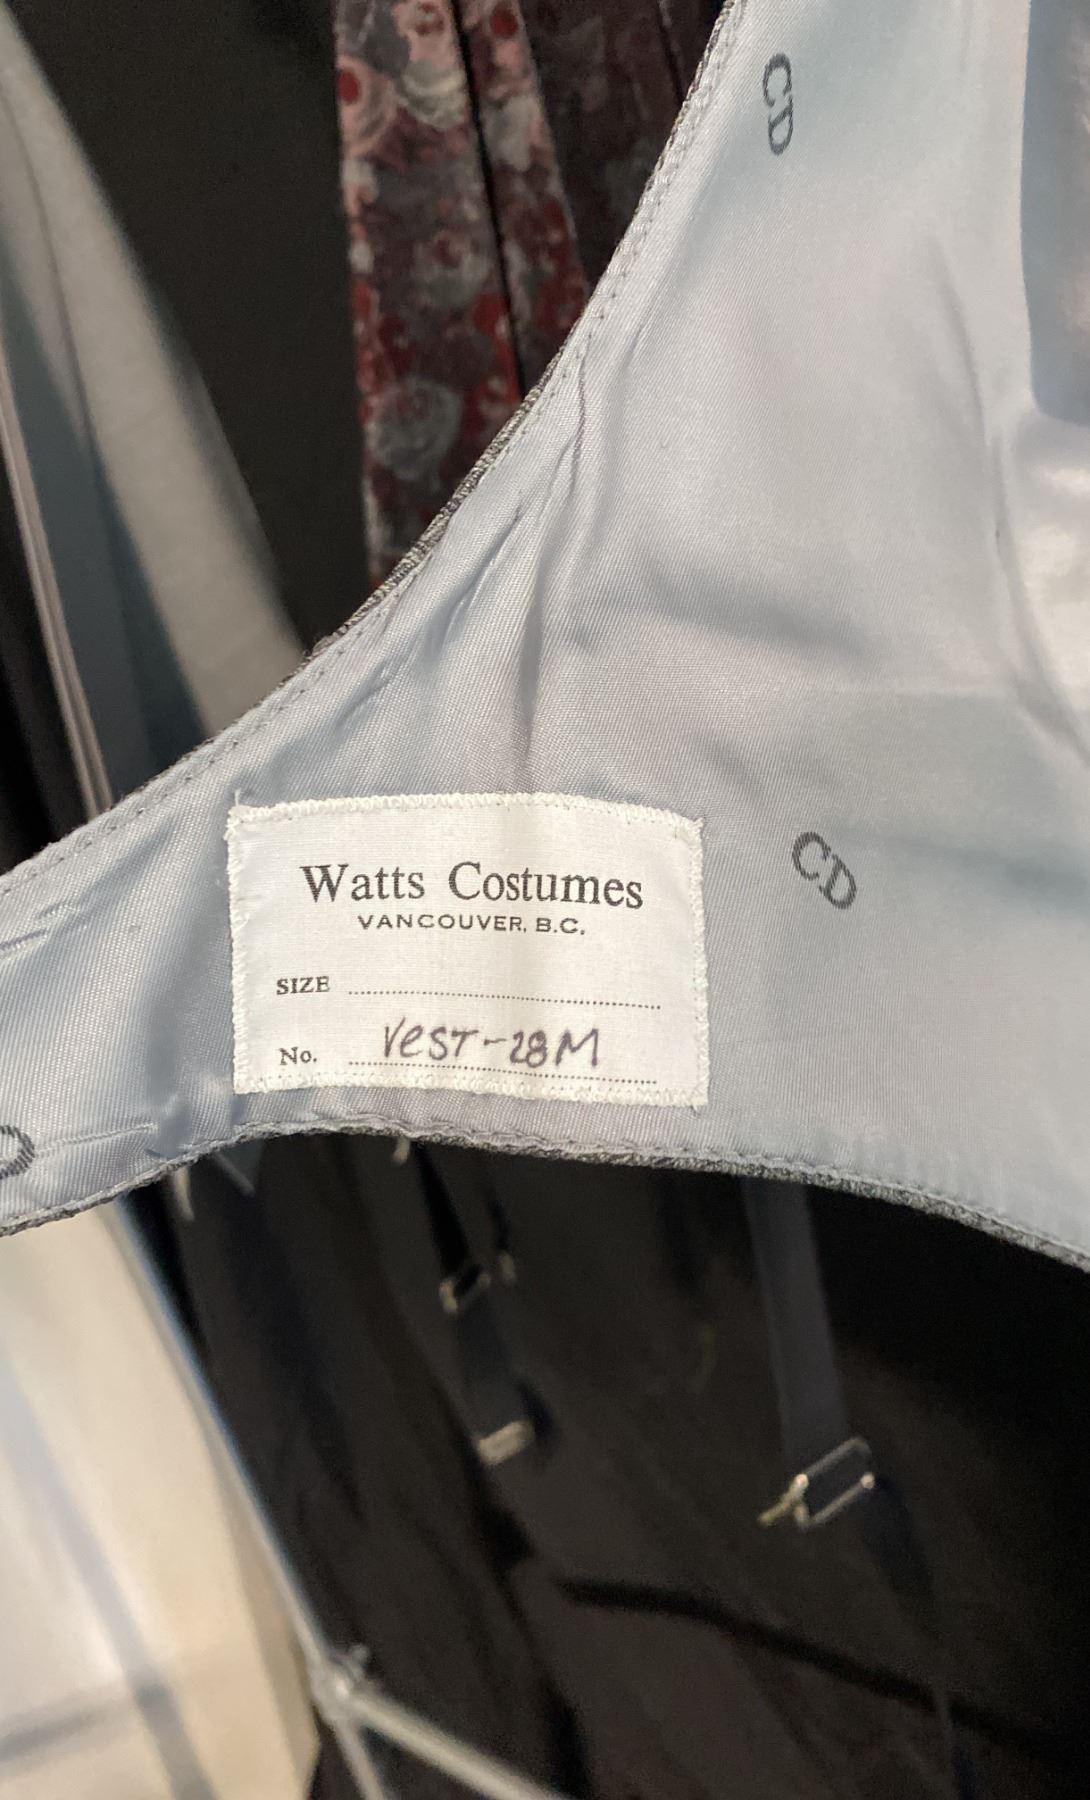 CD
Watts Costumes
VANCOUVER, B.C.
CD
SIZE
No. VEST-28M